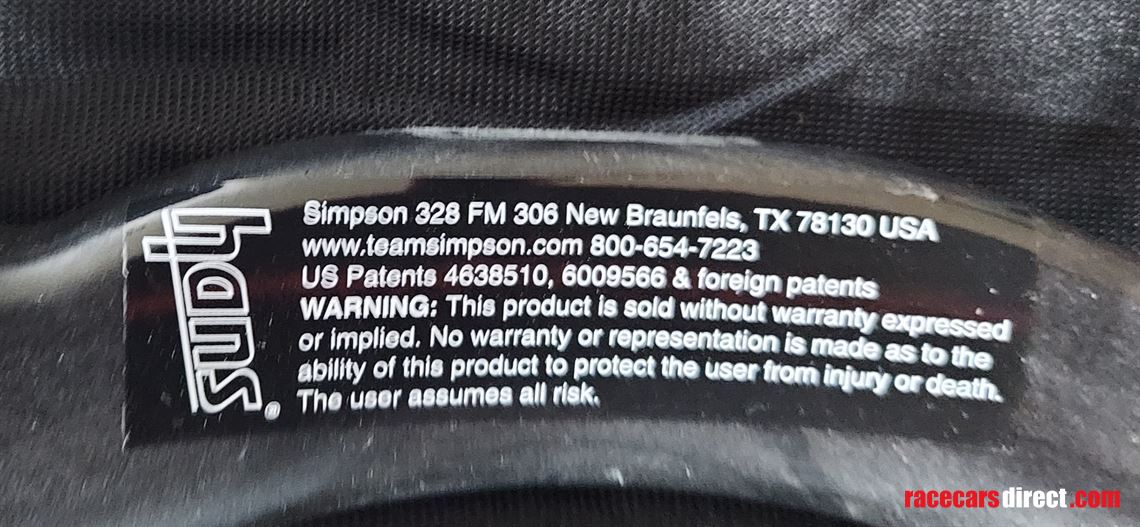 Simpson 328 FM 306 New Braunfels, TX 78130 USA
www.teamsimpson.com 800-654-7223
US Patents 4638510, 6009566 & foreign patents
WARNING: This product is sold without warranty expressed
or implied. No warranty or representation is made as to the
ability of this product to protect the user from injury or death.
The user assumes all risk.
racecarsdirect.com